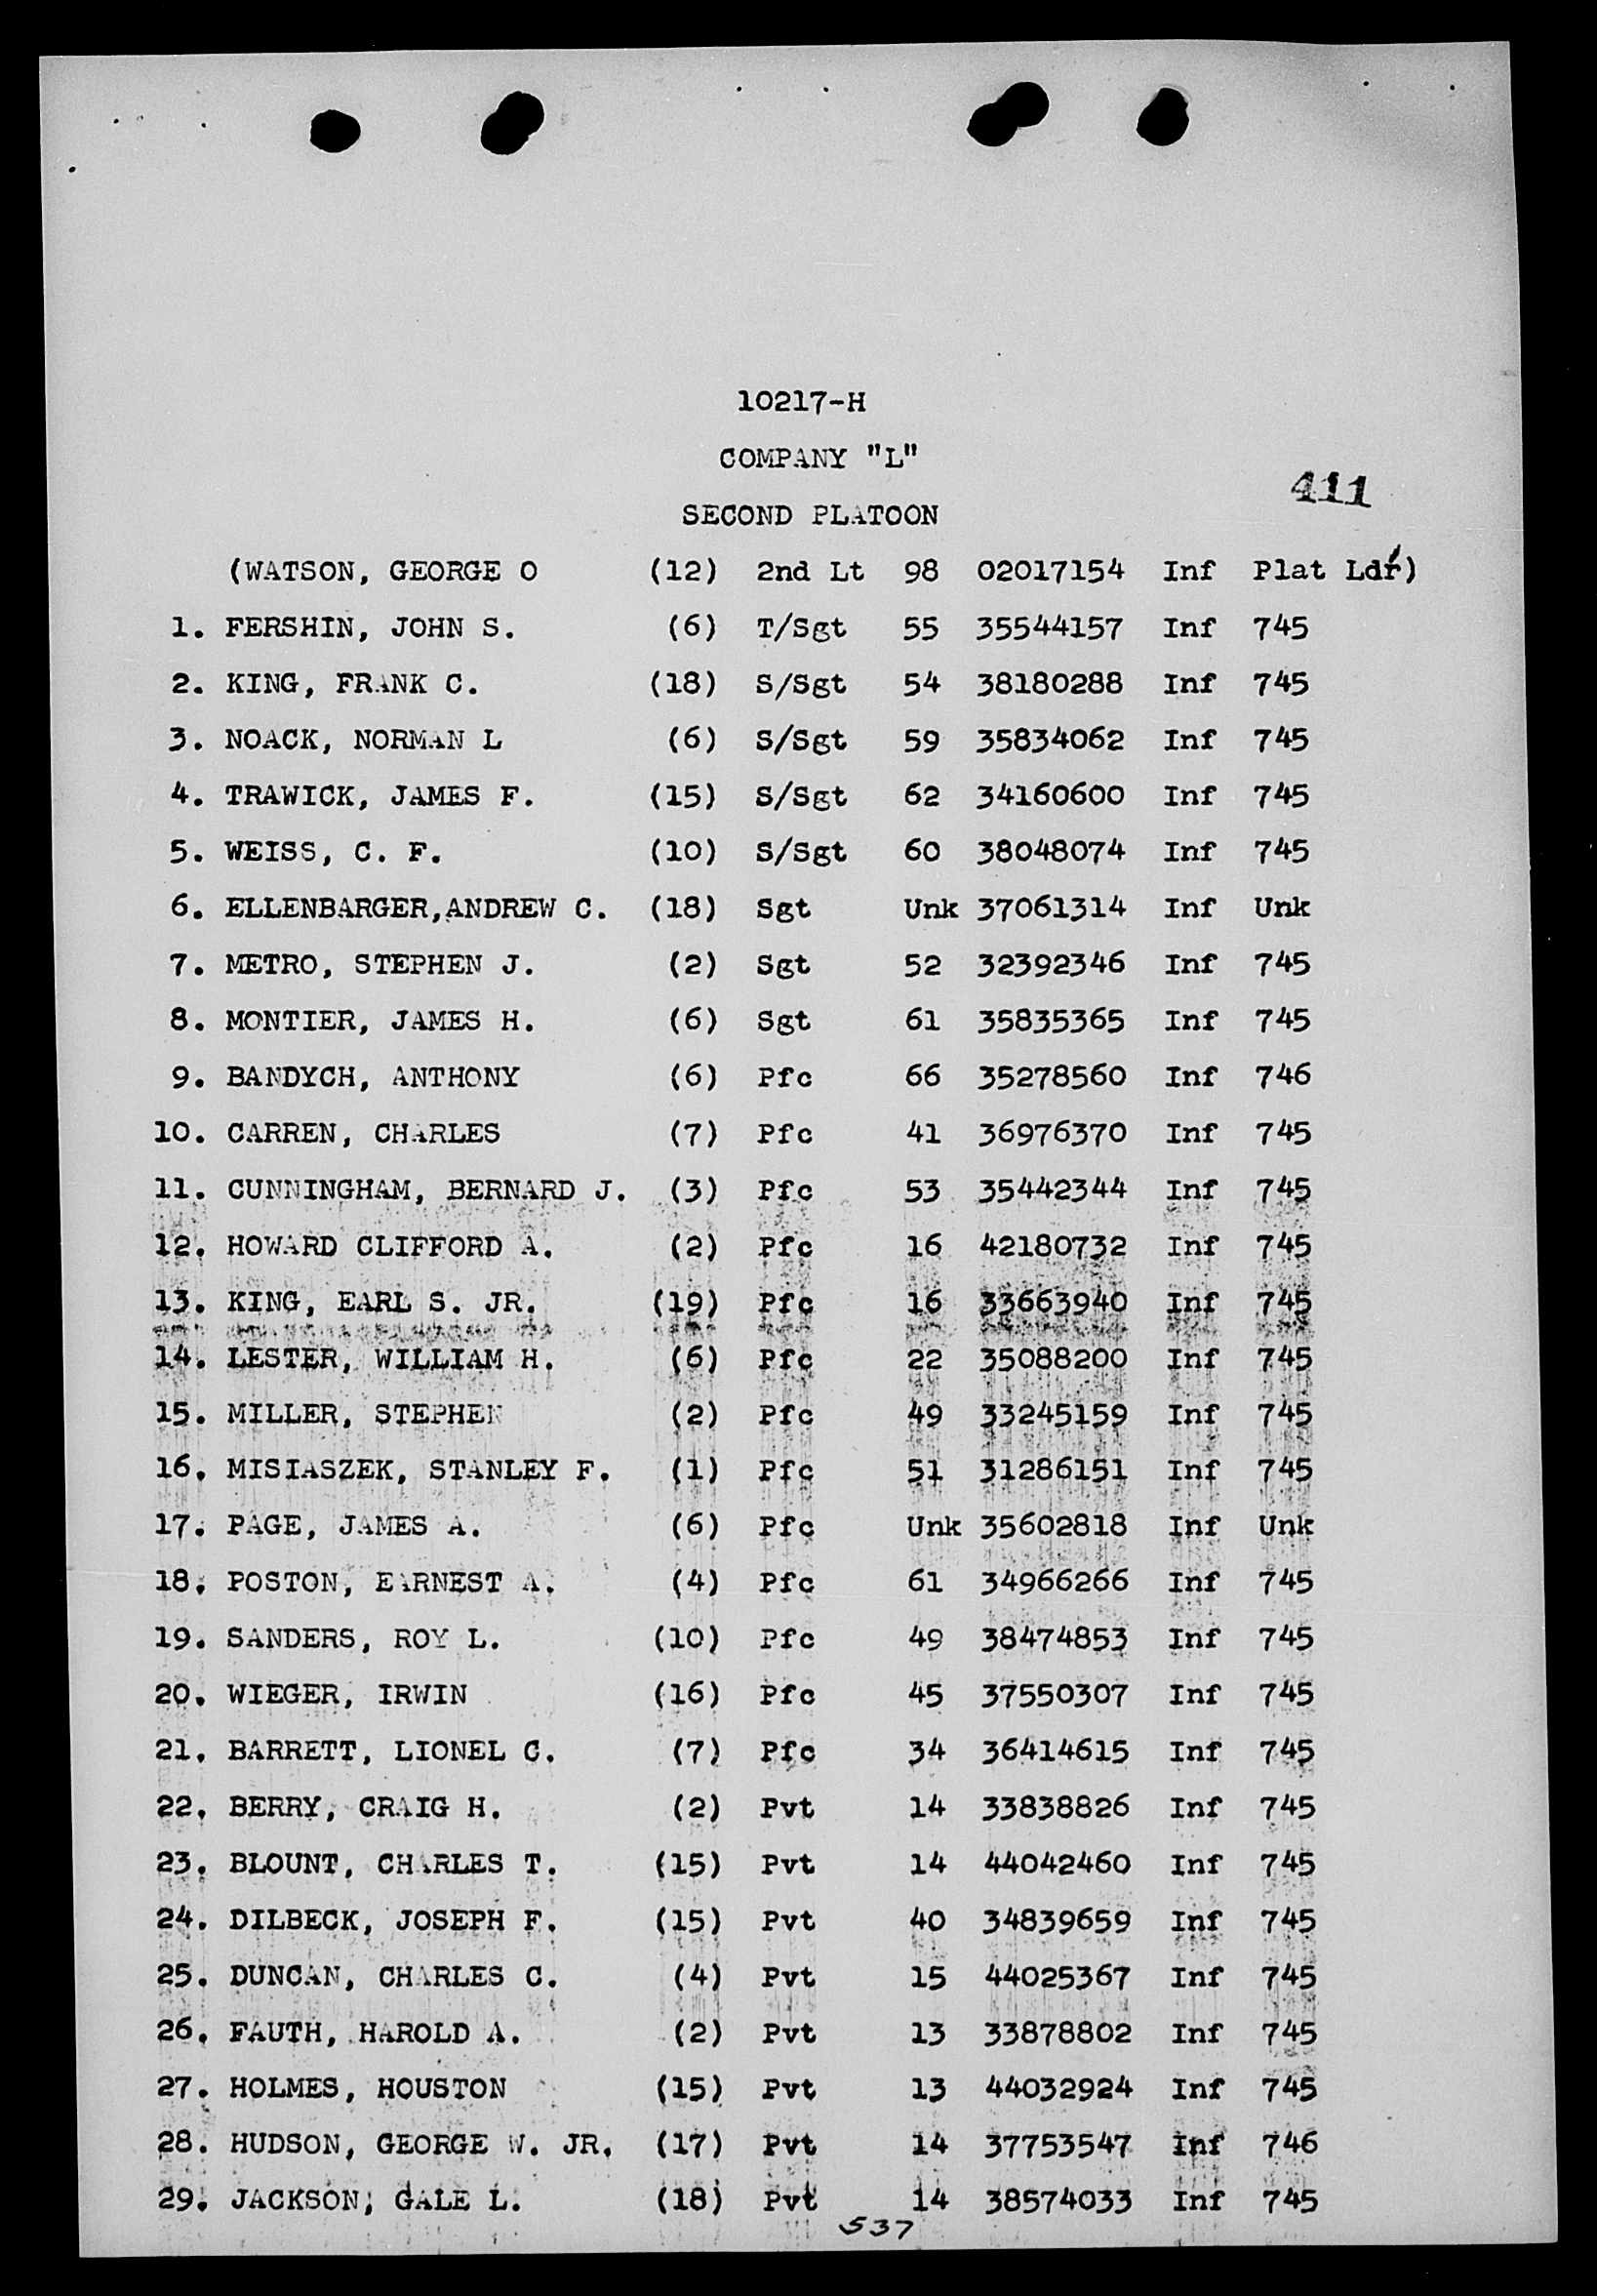 10217-H
COMPANY "L"
411
SECOND PLATOON
(WATSON, GEORGE O (12) 2nd Lt 98 02017154 Inf Plat Ldr)
1. FERSHIN, JOHN S. (6) T/Sgt 55 35544157 Inf 745
2. KING, FRANK C. (18) S/Sgt 54 38180288 Inf 745
3. NOACK, NORMAN L (6) S/Sgt 59 35834062 Inf 745
4. TRAWICK, JAMES F. (15) S/Sgt 62 34160600 Inf 745
5. WEISS, C. F. (10) S/Sgt 60 38048074 Inf 745
6. ELLENBARGER,ANDREW C. (18) Sgt Unk 37061314 Inf Unk
7. METRO, STEPHEN J. (2) Sgt 52 32392346 Inf 745
8. MONTIER, JAMES H. (6) Sgt 61 35835365 Inf 745
9. BANDYCH, ANTHONY (6) Pfc 66 35278560 Inf 746
10. CARREN, CHARLES (7) Pfc 41 36976370 Inf 745
11. CUNNINGHAM, BERNARD J. (3) Pfc 53 35442344 Inf 745
12. HOWARD CLIFFORD A. (2) Pfc 16 42180732 Inf 745
13. KING, EARL S. JR. (19) Pfc 16 33663940 Inf 745
14. LESTER, WILLIAM H. (6) Pfc 22 35088200 Inf 745
15. MILLER, STEPHEN (2) Pfc 49 33245159 Inf 745
16. MISIASZEK, STANLEY F. (1) Pfc 51 31286151 Inf 745
17. PAGE, JAMES A. (6) Pfc Unk 35602818 Inf Unk
18. POSTON, EARNEST A. (4) Pfc 61 34966266 Inf 745
19. SANDERS, ROY L. (10) Pfc 49 38474853 Inf 745
20. WIEGER, IRWIN (16) Pfc 45 37550307 Inf 745
21. BARRETT, LIONEL C. (7) Pfc 34 36414615 Inf 745
22. BERRY, CRAIG H. (2) Pvt 14 33838826 Inf 745
23. BLOUNT, CHARLES T. (15) Pvt 14 44042460 Inf 745
24. DILBECK, JOSEPH F. (15) Pvt 40 34839659 Inf 745
25. DUNCAN, CHARLES C. (4) Pvt 15 44025367 Inf 745
26. FAUTH, HAROLD A. (2) Pvt 13 33878802 Inf 745
27. HOLMES, HOUSTON (15) Pvt 13 44032924 Inf 745
28. HUDSON, GEORGE W. JR. (17) Pvt 14 37753547 Inf 746
29. JACKSON, GALE L. (18) Pvt 14 38574033 Inf 745
537